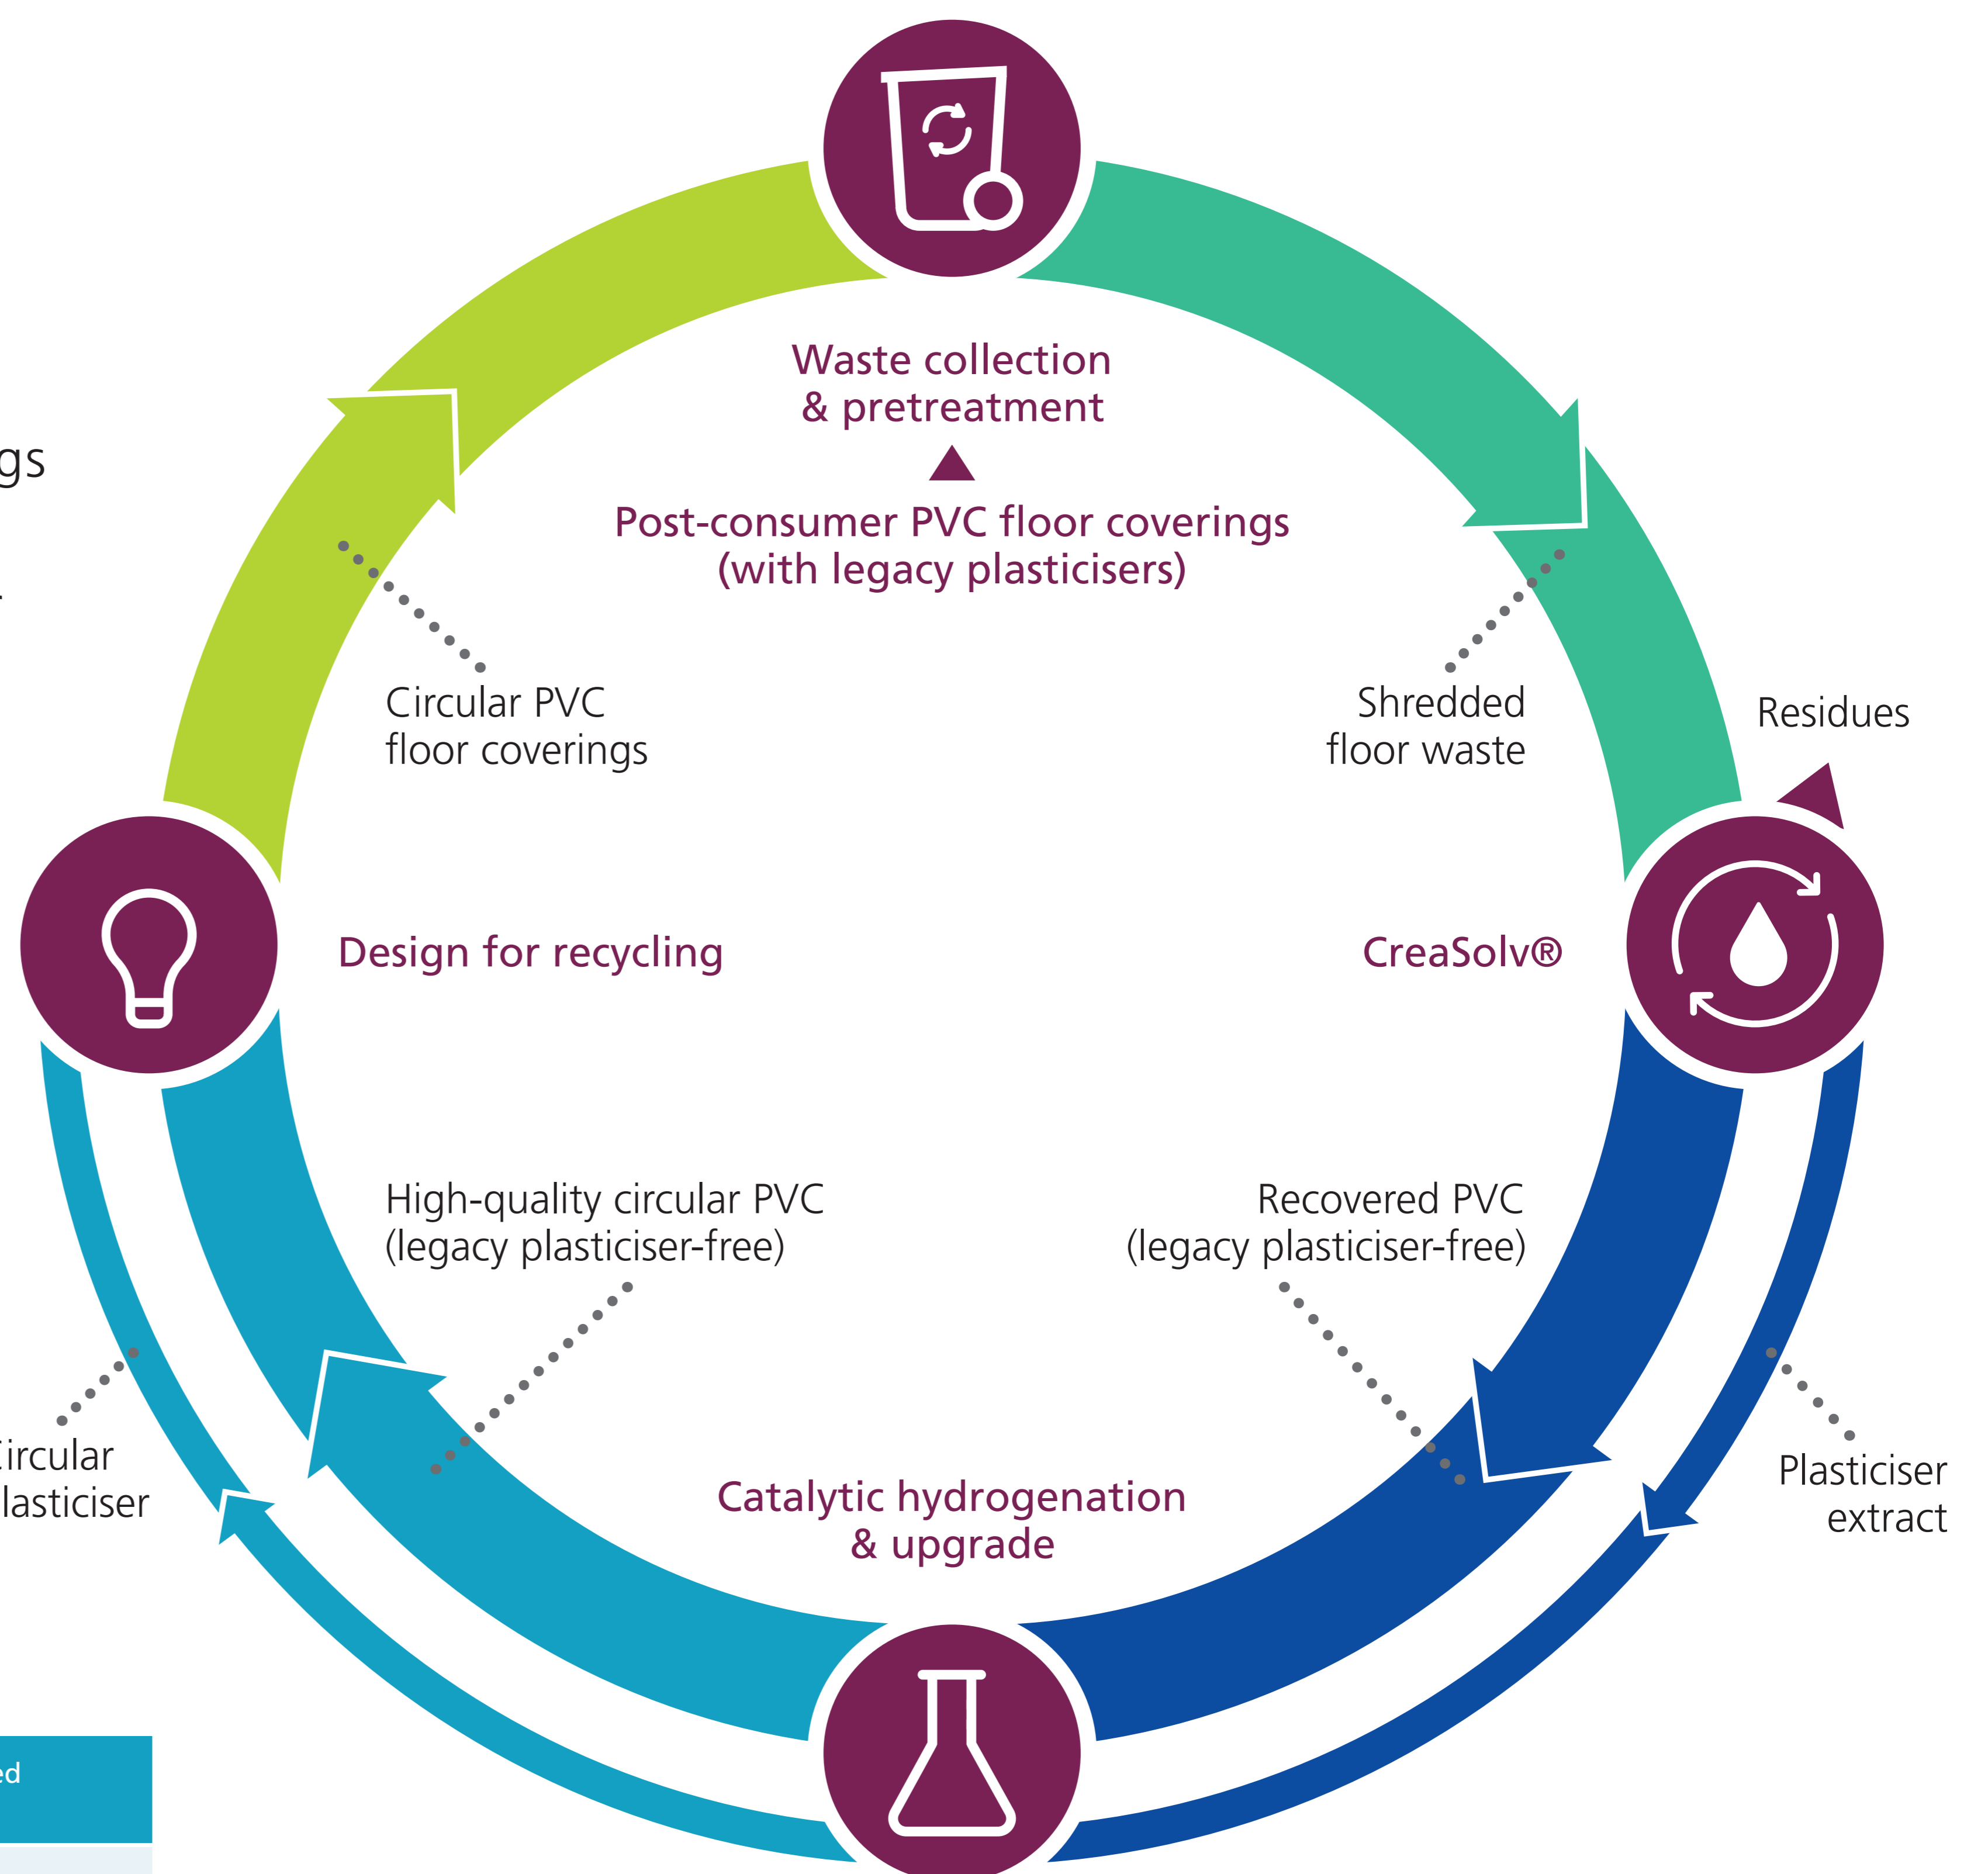 Waste collection
& pretreatment
Post-consumer PVC floor coverings
(with legacy plasticisers)
Circular PVC
floor coverings
Shredded
floor waste
Residues
Design for recycling
CreaSolv®
High-quality circular PVC
(legacy plasticiser-free)
Recovered PVC
(legacy plasticiser-free)
Plasticiser
extract
Catalytic hydrogenation
& upgrade